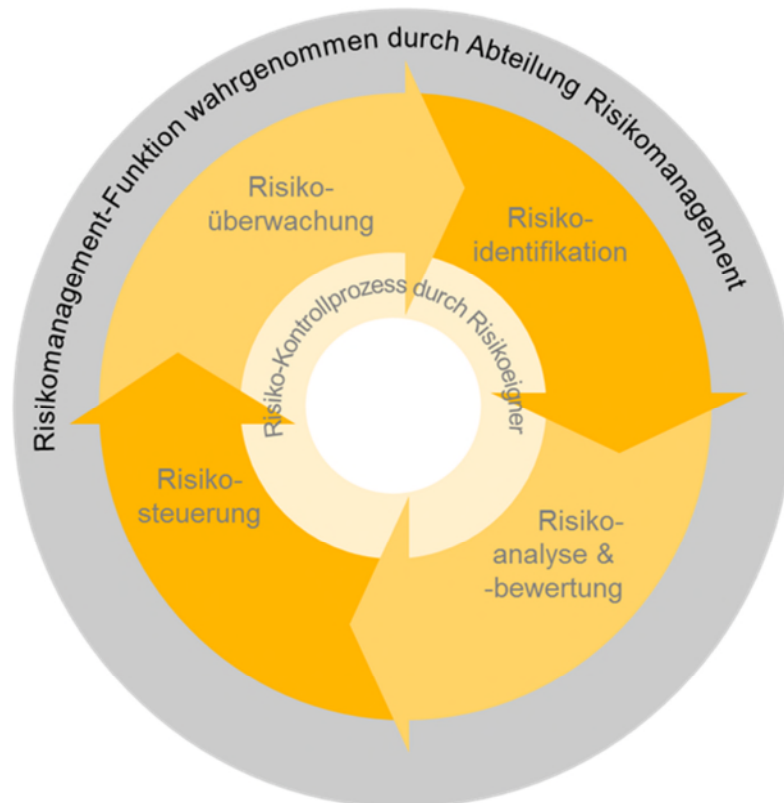 Risikomanagement-Funktion wahrgenommen durch Abteilung Risikomanagement
Risiko-
überwachung
Risiko-
identifikation
Risiko-Kontrollprozess durch Risikoeigner
Risiko-
steuerung
Risiko-
analyse &
-bewertung